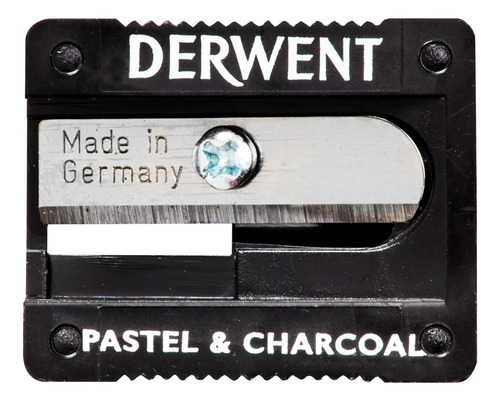 DERWENT
Made in
Germany
PASTEL & CHARCOAL